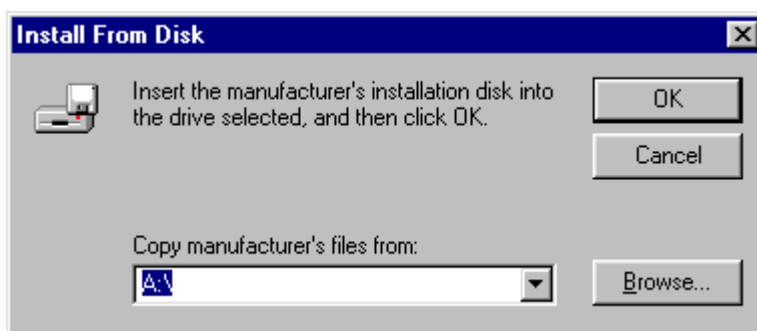 Install From Disk
Insert the manufacturer's installation disk into
the drive selected, and then click OK.
OK
Cancel
Copy manufacturer's files from:
A:\
Browse...